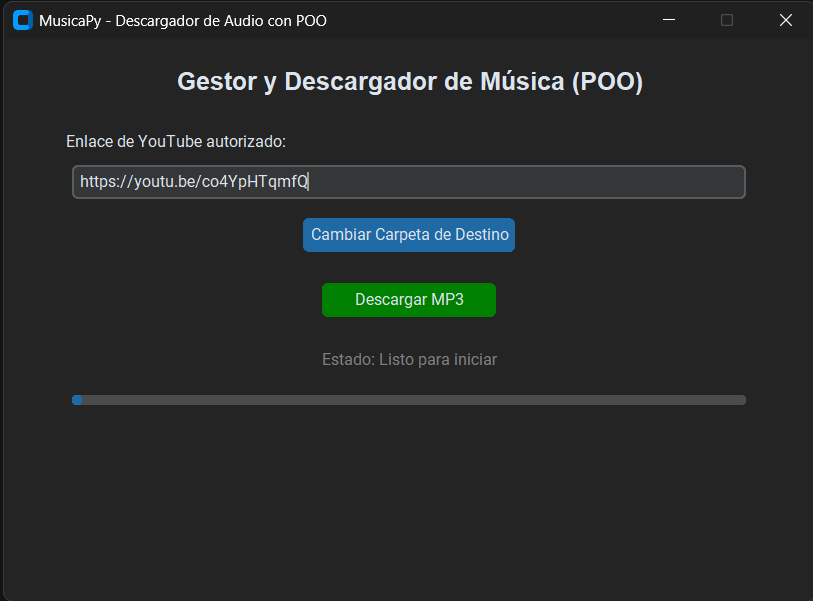 MusicaPy - Descargador de Audio con POO
Gestor y Descargador de Música (POO)
Enlace de YouTube autorizado:
https://youtu.be/co4YpHTqmfQ
Cambiar Carpeta de Destino
Descargar MP3
Estado: Listo para iniciar